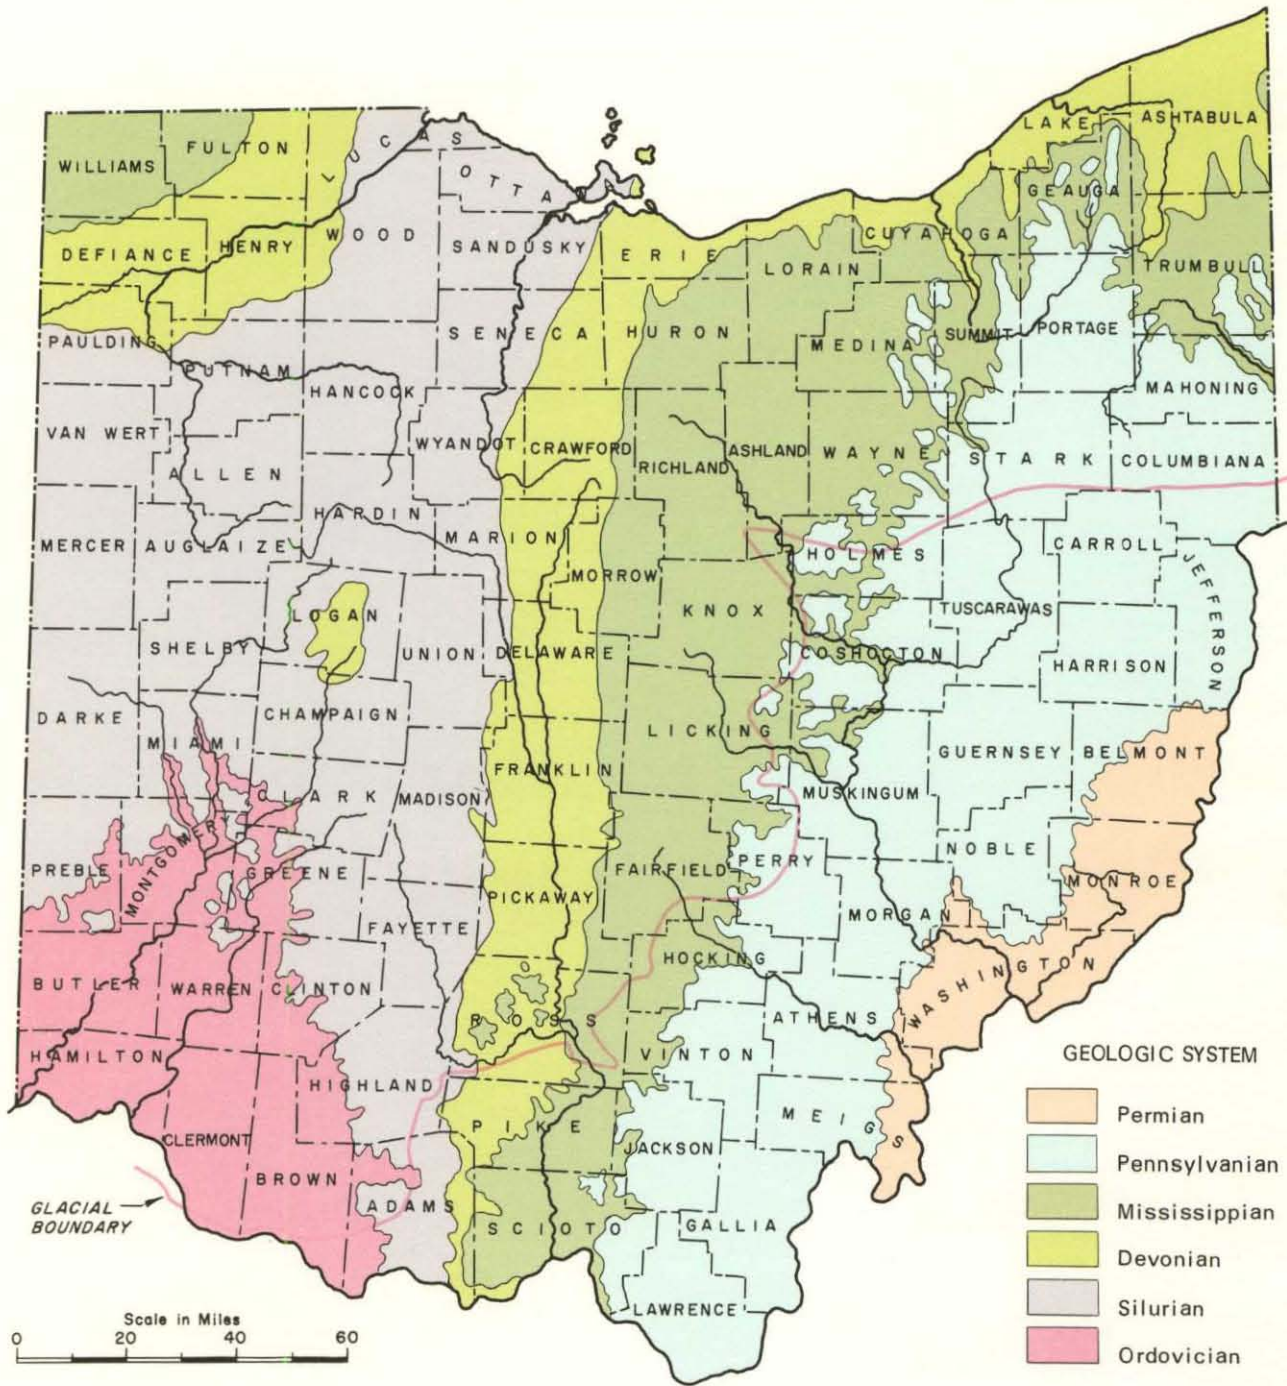 LAKE
ASHTABULA
FULTON
LUCAS
WILLIAMS
OTTAWA
GEAUGA
DEFIANCE
HENRY
WOOD
SANDUSKY
ERIE
CUYAHOGA
LORAIN
TRUMBULL
PAULDING
SENECA
HURON
MEDINA
SUMMIT
PORTAGE
PUTNAM
HANCOCK
MAHONING
VAN WERT
WYANDOT
CRAWFORD
RICHLAND
ASHLAND
WAYNE
STARK
COLUMBIANA
ALLEN
HARDIN
MERCER
AUGLAIZE
MARION
HOLMES
CARROLL
JEFFERSON
MORROW
LOGAN
KNOX
TUSCARAWAS
SHELBY
UNION
DELAWARE
COSHOCTON
HARRISON
DARKE
CHAMPAIGN
MIAMI
LICKING
GUERNSEY
BELMONT
FRANKLIN
CLARK
MADISON
MUSKINGUM
MONTGOMERY
PREBLE
GREENE
FAIRFIELD
PERRY
NOBLE
MONROE
PICKAWAY
FAYETTE
MORGAN
HOCKING
WASHINGTON
BUTLER
WARREN
CLINTON
ROSS
ATHENS
HAMILTON
VINTON
HIGHLAND
MEIGS
PIKE
CLERMONT
JACKSON
BROWN
ADAMS
SCIOTO
GALLIA
LAWRENCE
GLACIAL
BOUNDARY
Scale in Miles
0 20 40 60
GEOLOGIC SYSTEM
Permian
Pennsylvanian
Mississippian
Devonian
Silurian
Ordovician